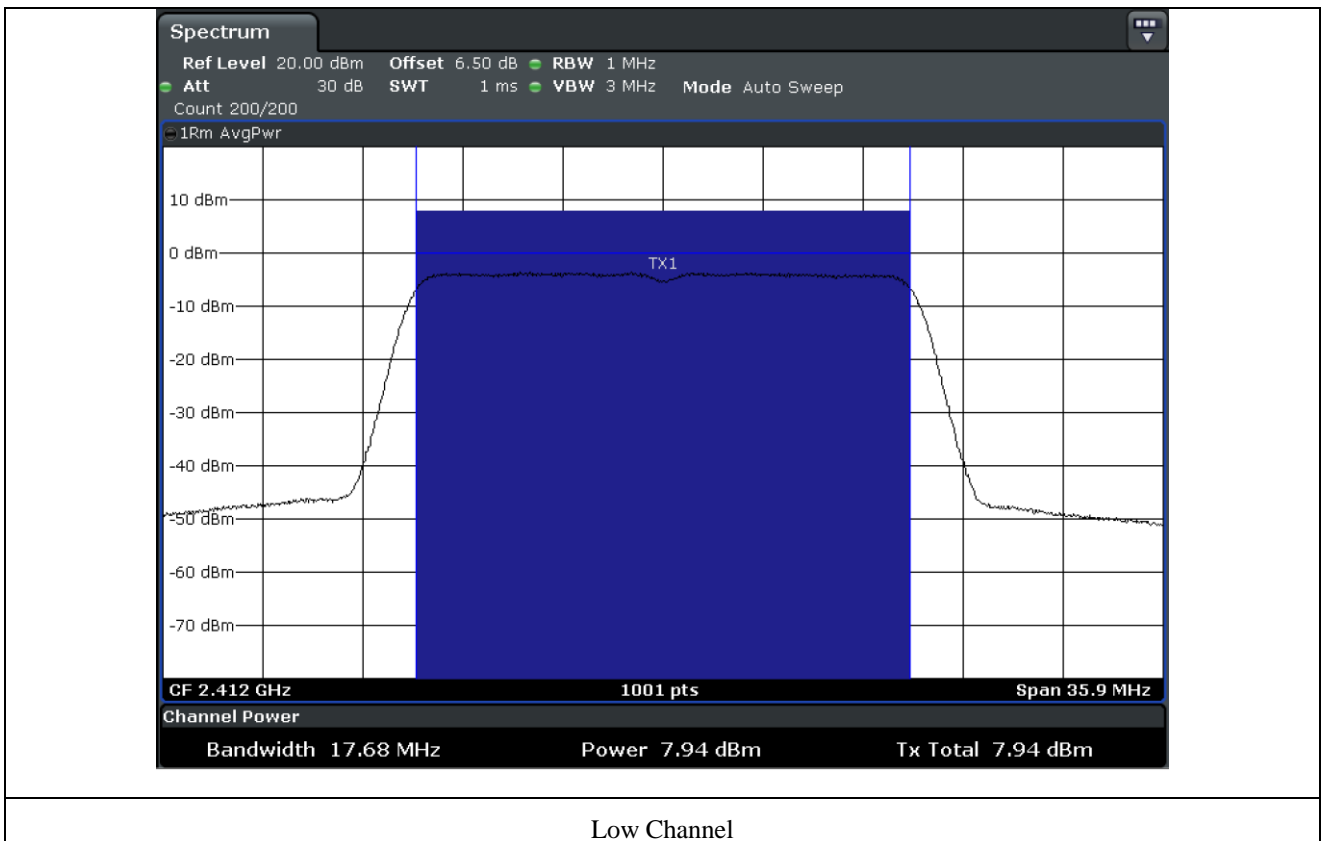 Spectrum
Ref Level 20.00 dBm Offset 6.50 dB RBW 1 MHz
Att 30 dB SWT 1 ms VBW 3 MHz Mode Auto Sweep
Count 200/200
1Rm AvgPwr
10 dBm
0 dBm
TX1
-10 dBm
-20 dBm
-30 dBm
-40 dBm
-50 dBm
-60 dBm
-70 dBm
CF 2.412 GHz 1001 pts Span 35.9 MHz
Channel Power
Bandwidth 17.68 MHz Power 7.94 dBm Tx Total 7.94 dBm
Low Channel